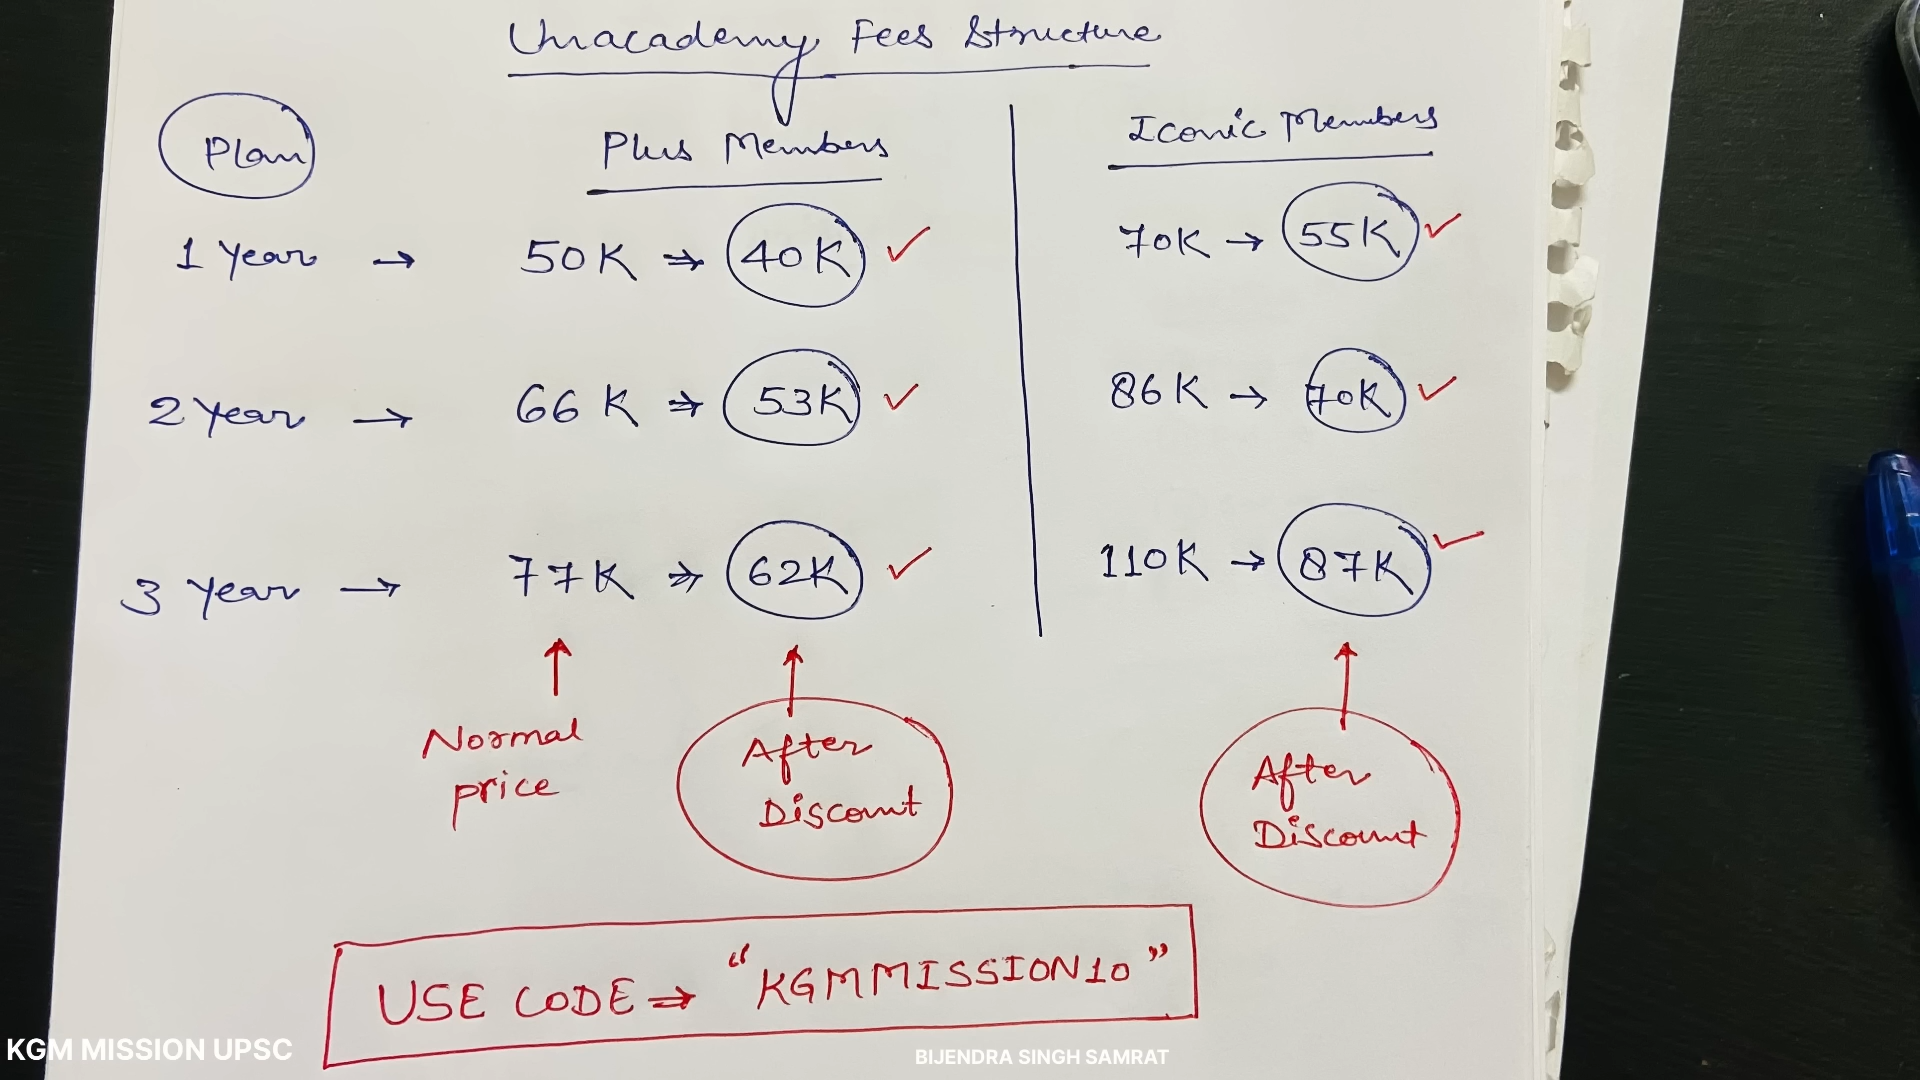 Unacademy Fees Structure
Plan Plus Members Iconic Members
1 Year → 50K ⇒ 40K ✓ 70K → 55K ✓
2 Year → 66K ⇒ 53K ✓ 86K → 70K ✓
3 Year → 77K ⇒ 62K ✓ 110K → 87K ✓
Normal
price
After
Discount
After
Discount
USE CODE ⇒ “KGMMISSION10”
KGM MISSION UPSC
BIJENDRA SINGH SAMRAT